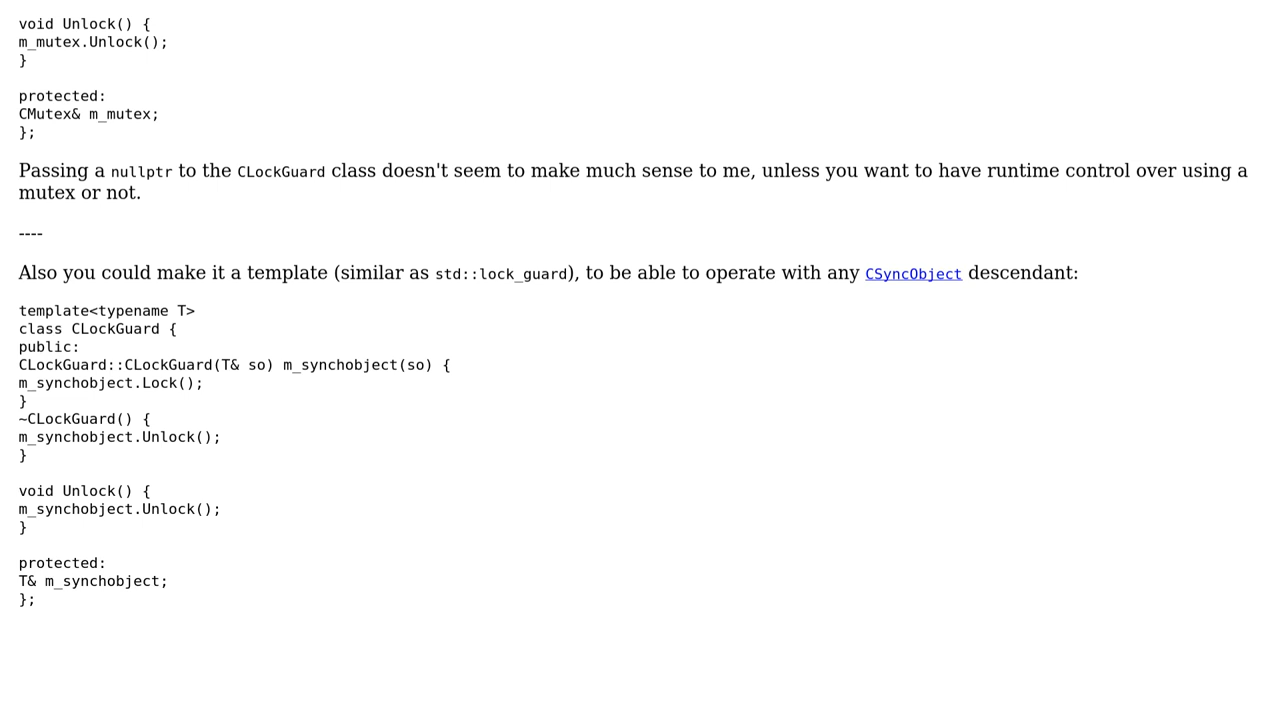 void Unlock() {
m_mutex.Unlock();
}
protected:
CMutex& m_mutex;
};
Passing a nullptr to the CLockGuard class doesn't seem to make much sense to me, unless you want to have runtime control over using a
mutex or not.
----
Also you could make it a template (similar as std::lock_guard), to be able to operate with any CSyncObject descendant:
template<typename T>
class CLockGuard {
public:
CLockGuard::CLockGuard(T& so) m_synchobject(so) {
m_synchobject.Lock();
}
~CLockGuard() {
m_synchobject.Unlock();
}
void Unlock() {
m_synchobject.Unlock();
}
protected:
T& m_synchobject;
};